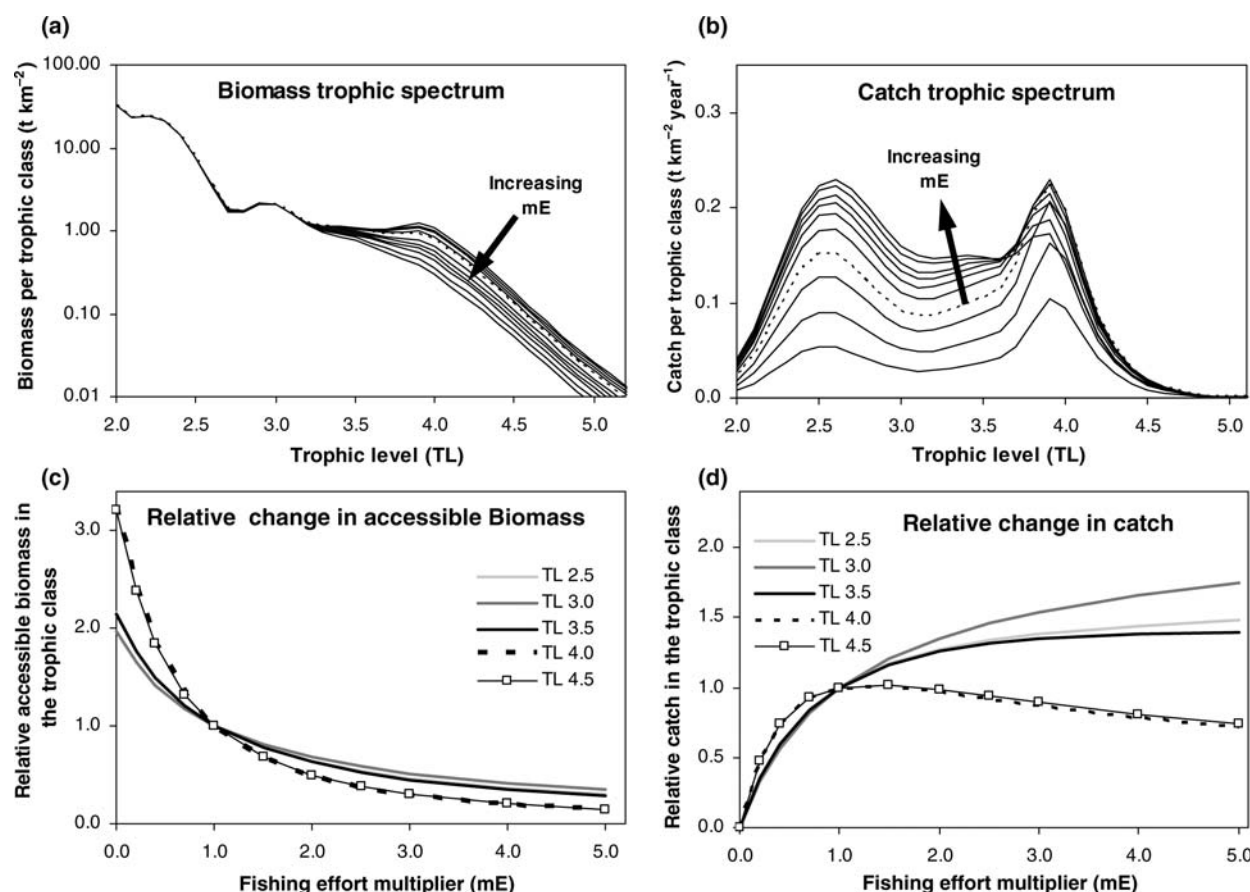 (a)
Biomass trophic spectrum
Biomass per trophic class (t km⁻²)
100.00
10.00
1.00
0.10
0.01
Increasing
mE
2.0 2.5 3.0 3.5 4.0 4.5 5.0
Trophic level (TL)
(b)
Catch trophic spectrum
Catch per trophic class (t km⁻² year⁻¹)
0.3
0.2
0.1
0.0
Increasing
mE
2.0 2.5 3.0 3.5 4.0 4.5 5.0
Trophic level (TL)
(c)
Relative change in accessible Biomass
Relative accessible biomass in
the trophic class
3.0
2.0
1.0
0.0
TL 2.5
TL 3.0
TL 3.5
TL 4.0
TL 4.5
0.0 1.0 2.0 3.0 4.0 5.0
Fishing effort multiplier (mE)
(d)
Relative change in catch
Relative catch in the trophic class
2.0
1.5
1.0
0.5
0.0
TL 2.5
TL 3.0
TL 3.5
TL 4.0
TL 4.5
0.0 1.0 2.0 3.0 4.0 5.0
Fishing effort multiplier (mE)